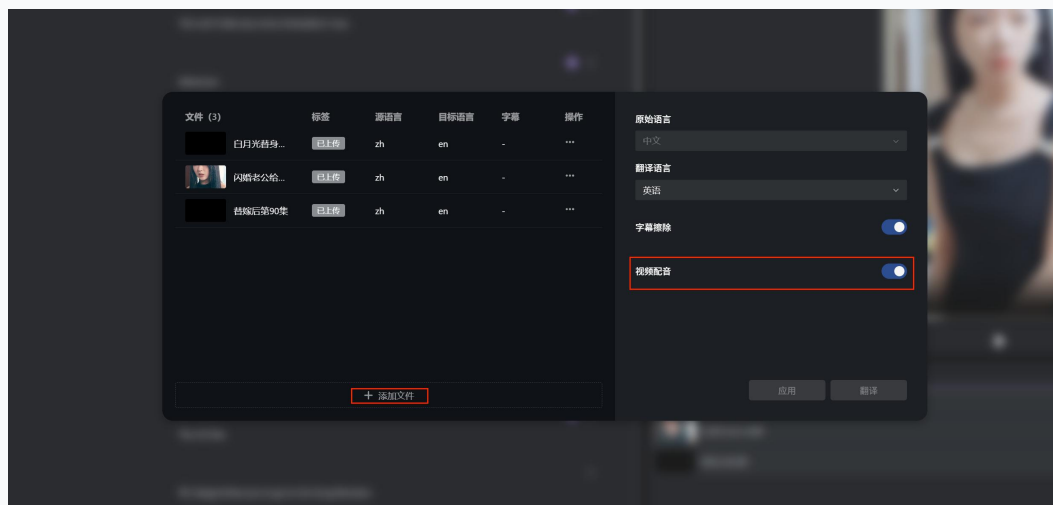 文件 (3) 标签 源语言 目标语言 字幕 操作
白月光替身... 已上传 zh en - ...
闪婚老公给... 已上传 zh en - ...
替嫁后第90集 已上传 zh en - ...
+ 添加文件
原始语言
中文
翻译语言
英语
字幕擦除
视频配音
应用 翻译